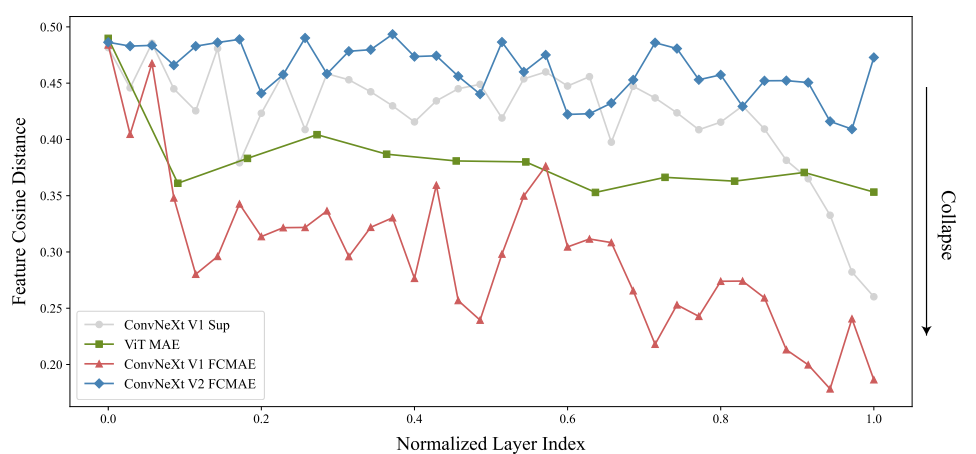 0.50
0.45
0.40
0.35
0.30
0.25
0.20
Feature Cosine Distance
ConvNeXt V1 Sup
ViT MAE
ConvNeXt V1 FCMAE
ConvNeXt V2 FCMAE
0.0
0.2
0.4
0.6
0.8
1.0
Normalized Layer Index
Collapse